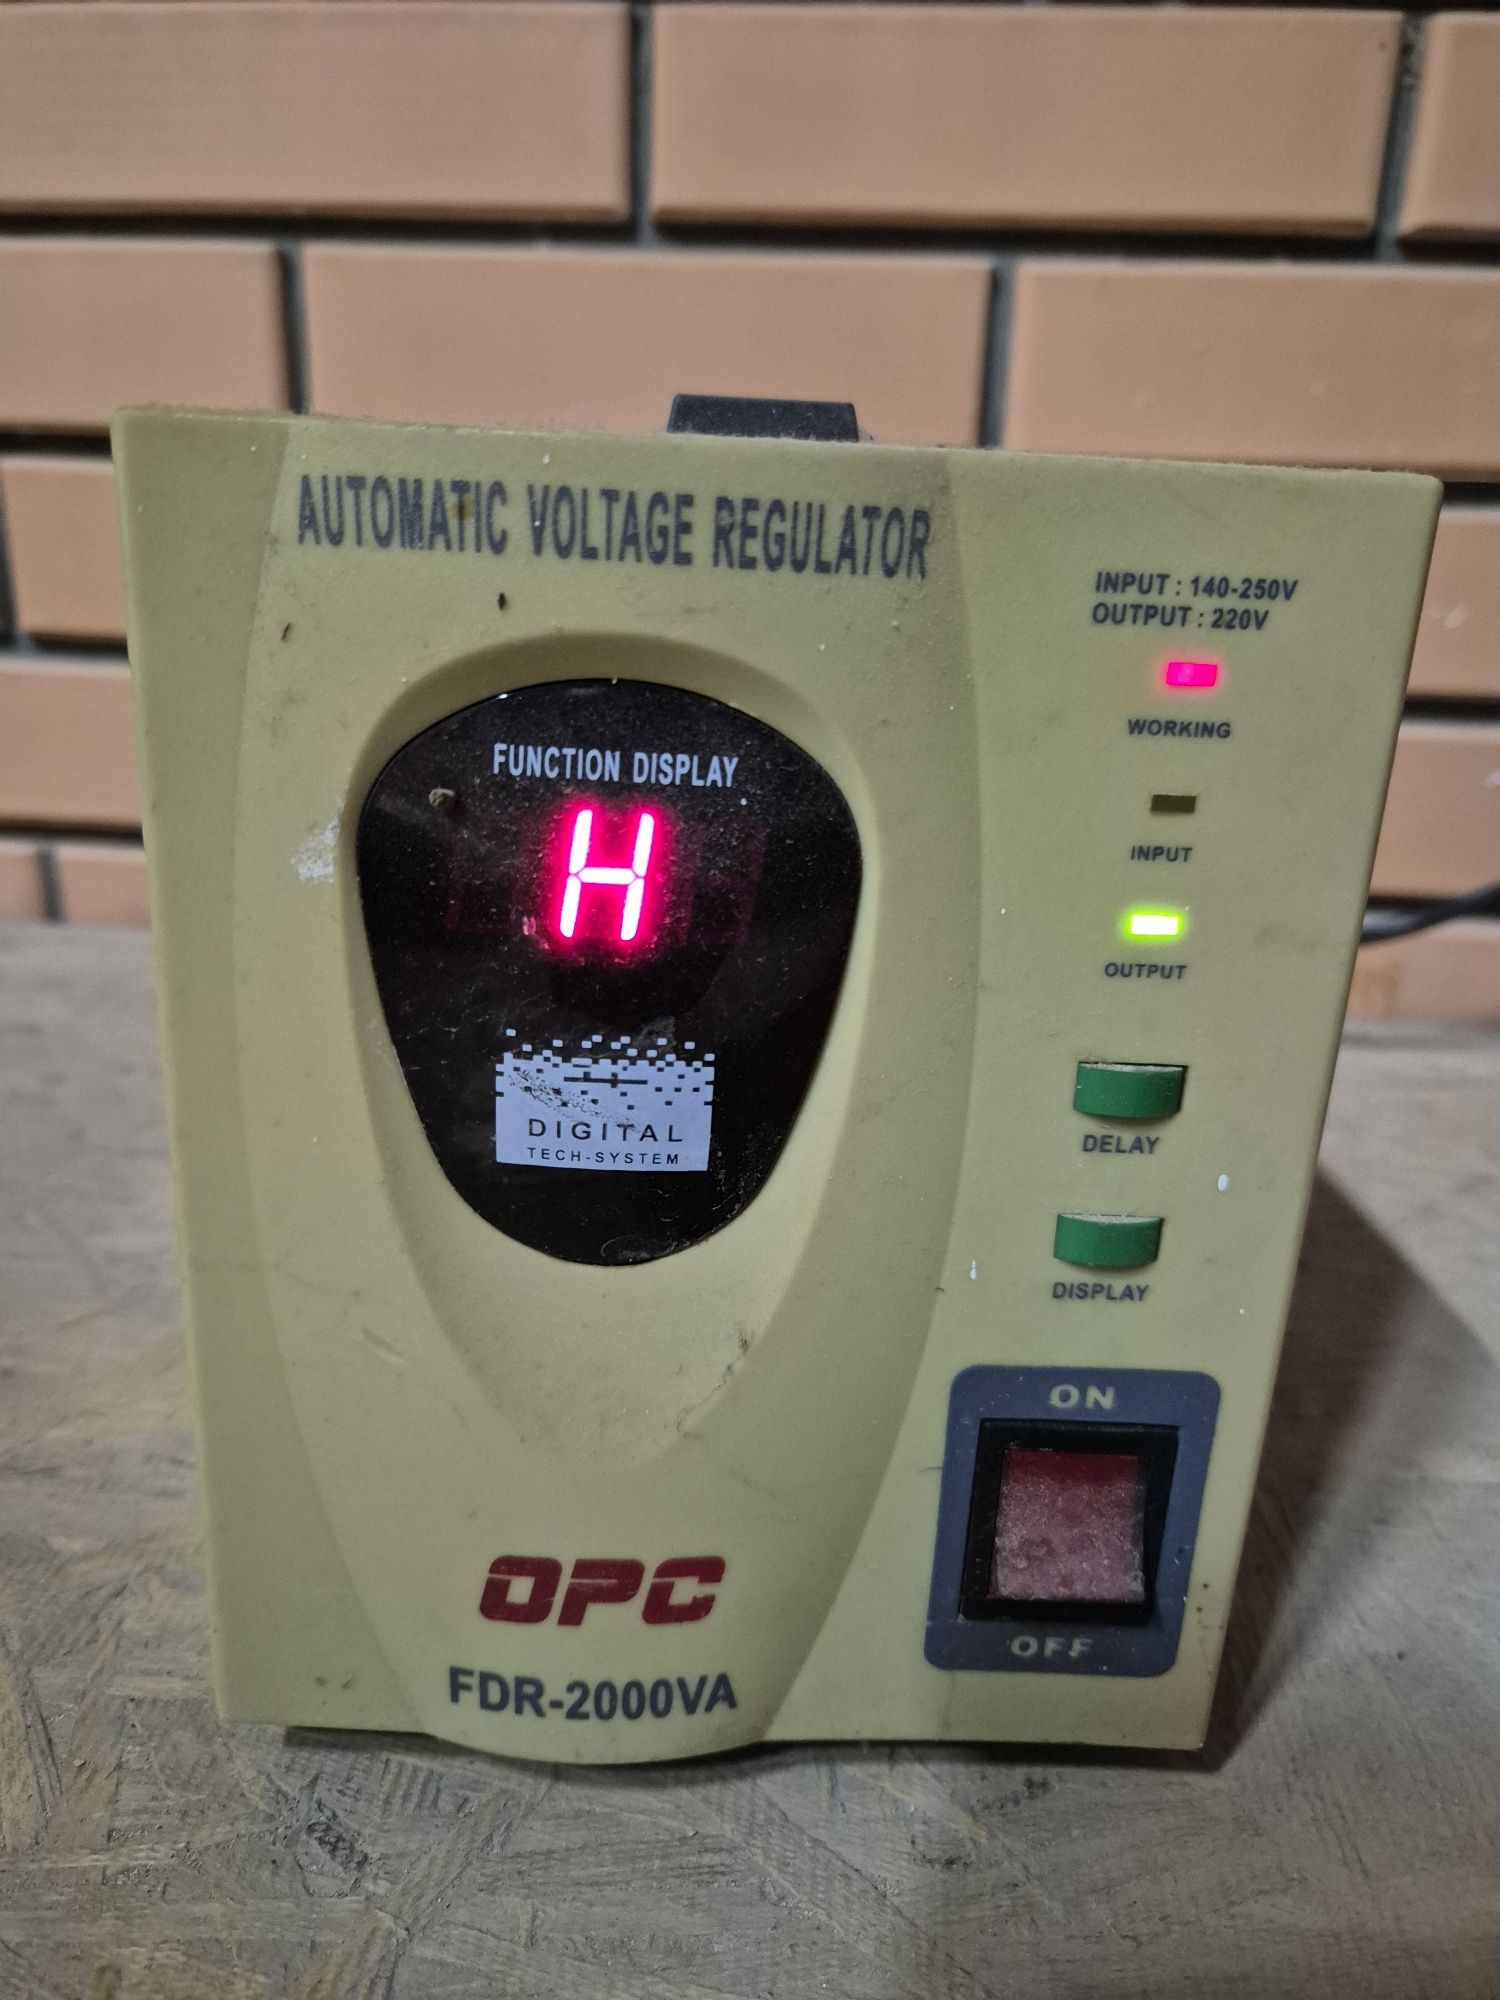 AUTOMATIC VOLTAGE REGULATOR
INPUT : 140-250V
OUTPUT : 220V
WORKING
FUNCTION DISPLAY
H
INPUT
OUTPUT
DIGITAL
TECH-SYSTEM
DELAY
DISPLAY
ON
OFF
OPC
FDR-2000VA